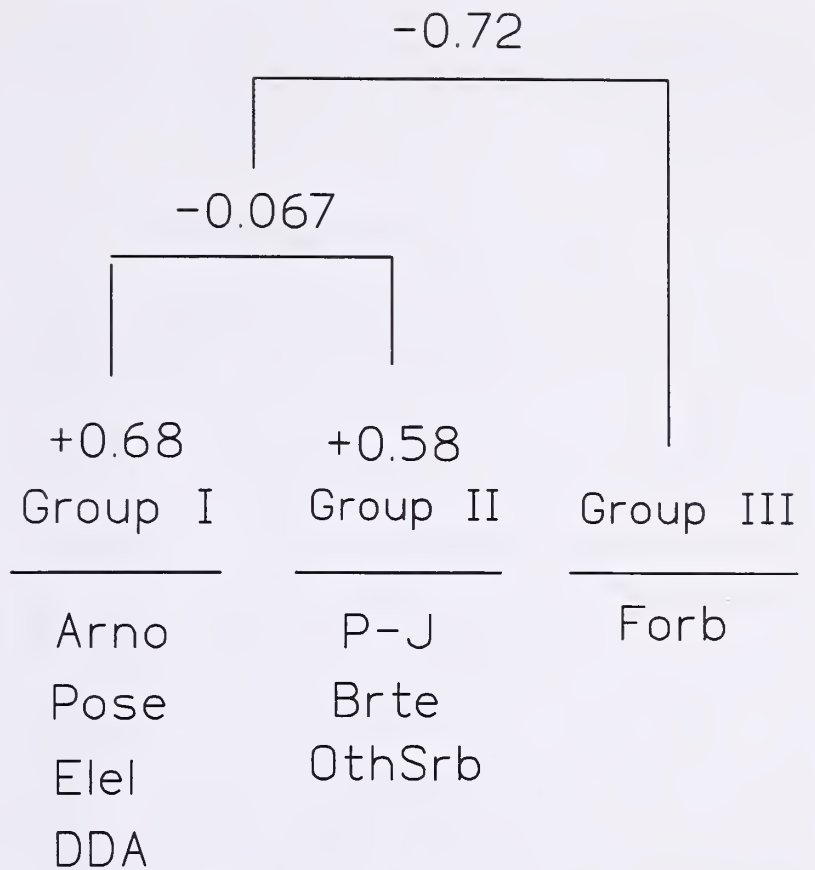 -0.72
-0.067
+0.68
Group I
Arno
Pose
Elel
DDA
+0.58
Group II
P-J
Brte
OthSrb
Group III
Forb